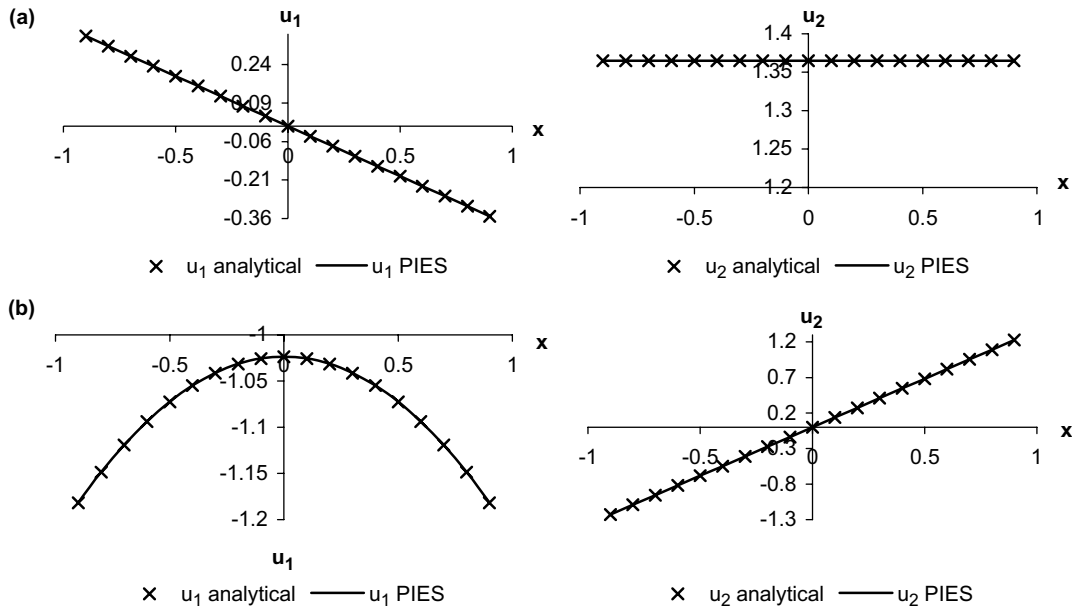 (a)
u1
0.24
0.09
-0.06
-0.21
-0.36
-1 -0.5 0 0.5 1
x
u1 analytical u1 PIES
u2
1.4
1.35
1.3
1.25
1.2
-1 -0.5 0 0.5 1
x
u2 analytical u2 PIES
(b)
-1
-1.05
-1.1
-1.15
-1.2
-1 -0.5 0 0.5 1
x
u1
u1 analytical u1 PIES
u2
1.2
0.7
0.2
-0.3
-0.8
-1.3
-1 -0.5 0 0.5 1
x
u2 analytical u2 PIES